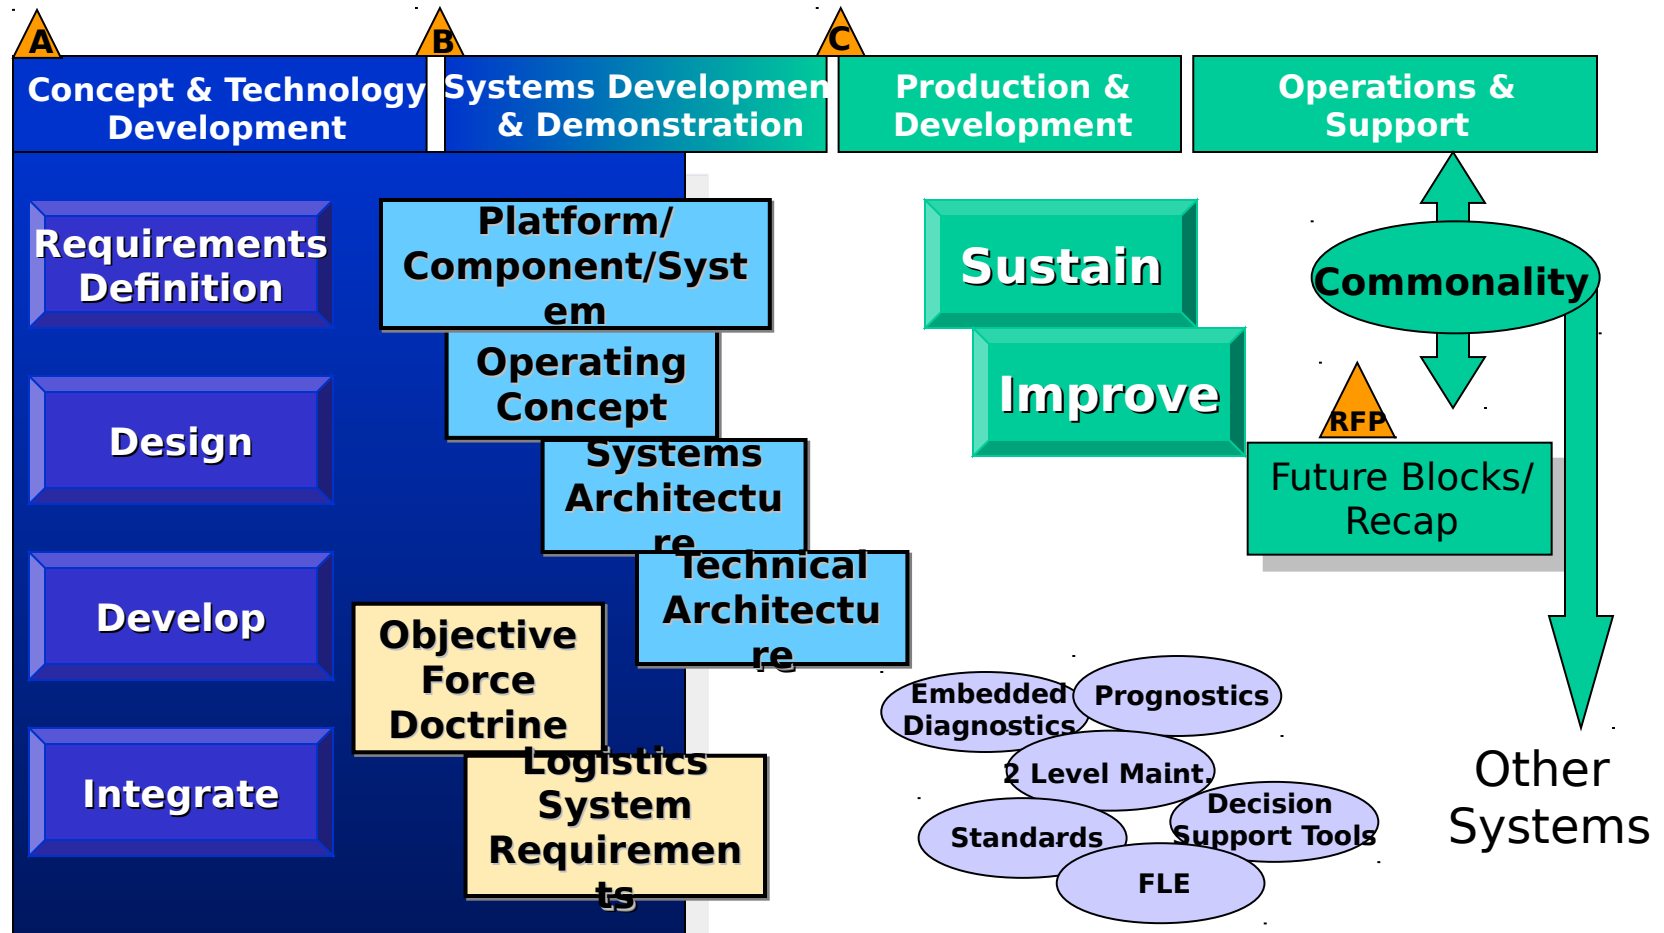 A
B
C
Concept & Technology
Development
Systems Developmen
& Demonstration
Production &
Development
Operations &
Support
Requirements
Definition
Design
Develop
Integrate
Platform/
Component/Syst
em
Operating
Concept
Systems
Architectu
re
Technical
Architectu
re
Objective
Force
Doctrine
Logistics
System
Requiremen
ts
Sustain
Improve
Commonality
RFP
Future Blocks/
Recap
Embedded
Diagnostics
Prognostics
2 Level Maint.
Standards
Decision
Support Tools
FLE
Other
Systems